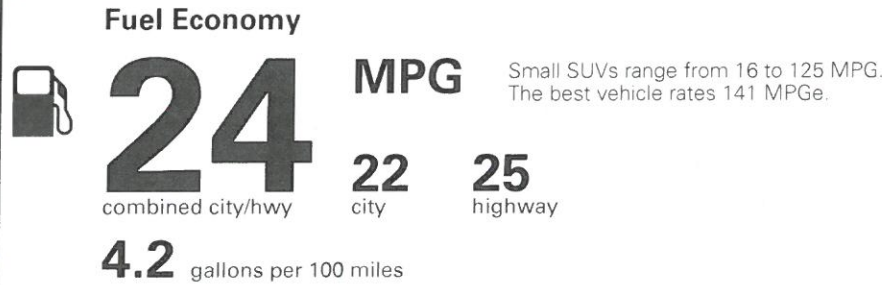 Fuel Economy
24 MPG
Small SUVs range from 16 to 125 MPG.
The best vehicle rates 141 MPGe.
combined city/hwy
22 city
25 highway
4.2 gallons per 100 miles